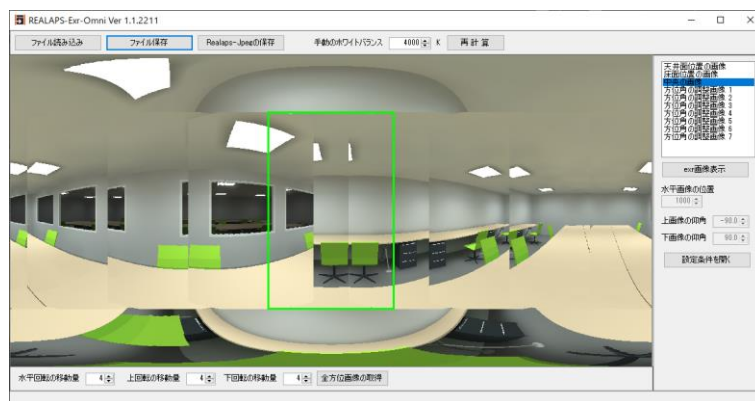 REALAPS-Exr-Omni Ver 1.1.2211
ファイル読み込み ファイル保存 Realaps-Jpegの保存 手動のホワイトバランス 4000 K 再計算
天井面位置の画像
床面位置の画像
中央の画像
方位角の調整画像 1
方位角の調整画像 2
方位角の調整画像 3
方位角の調整画像 4
方位角の調整画像 5
方位角の調整画像 6
方位角の調整画像 7
exr画像表示
水平画像の位置
1000
上画像の仰角 -90.0
下画像の仰角 90.0
設定条件を開く
水平回転の移動量 4 上回転の移動量 4 下回転の移動量 4 全方位画像の取得